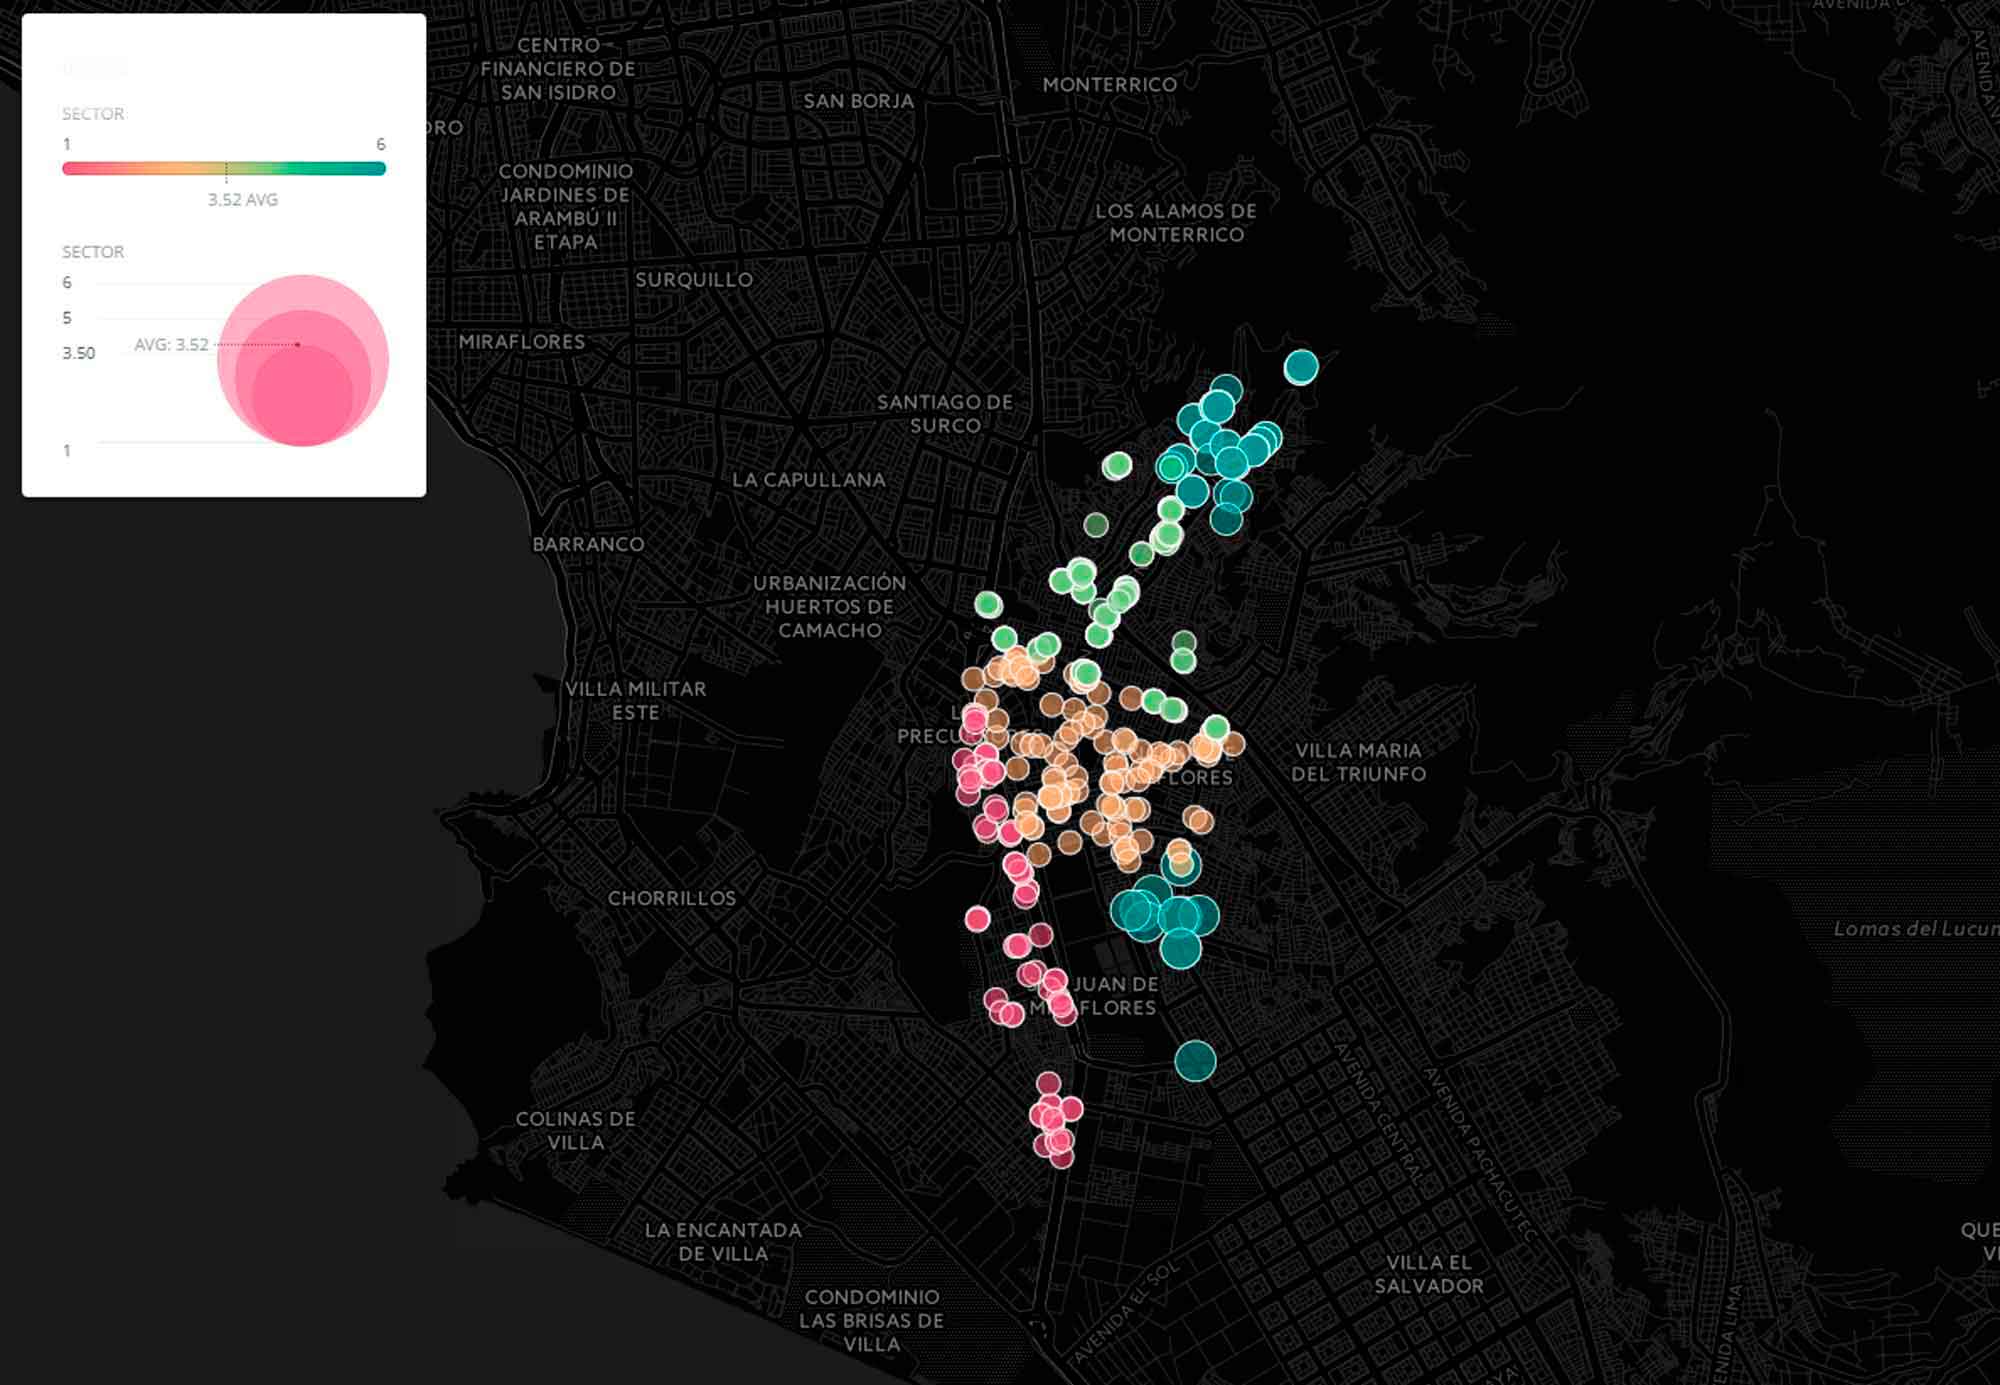 SECTOR
1
6
3.52 AVG
SECTOR
6
5
AVG: 3.52
3.50
1
AVENIDA
CENTRO
FINANCIERO DE
SAN ISIDRO
MONTERRICO
SAN BORJA
DRO
AVENIDA
CONDOMINIO
JARDINES DE
ARAMBÚ II
ETAPA
LOS ALAMOS DE
MONTERRICO
SURQUILLO
MIRAFLORES
SANTIAGO DE
SURCO
LA CAPULLANA
BARRANCO
URBANIZACIÓN
HUERTOS DE
CAMACHO
VILLA MILITAR
ESTE
PRECU
VILLA MARIA
DEL TRIUNFO
FLORES
CHORRILLOS
Lomas del Lucun
JUAN DE
FLORES
COLINAS DE
VILLA
AVENIDA CENTRAL
AVENIDA PACHACUTEC
LA ENCANTADA
DE VILLA
QUE
VI
VILLA EL
SALVADOR
CONDOMINIO
LAS BRISAS DE
VILLA
AVENIDA EL SOL
ENIDA LIMA